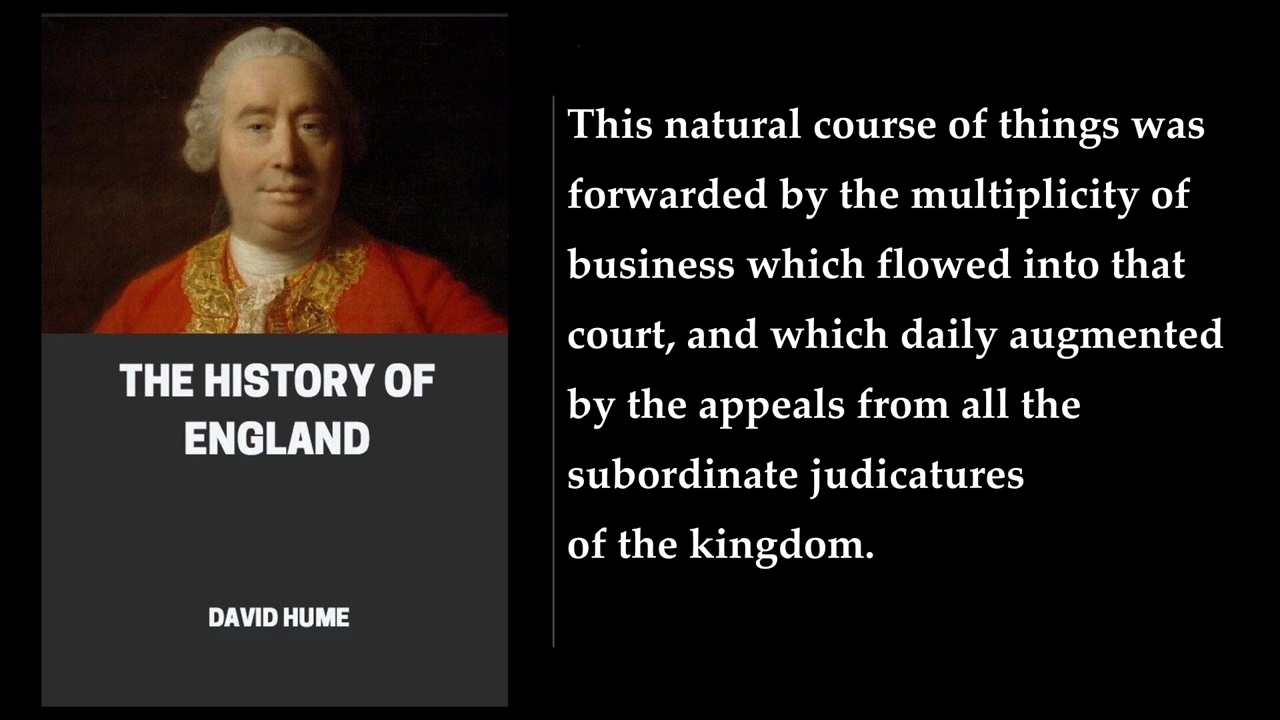 THE HISTORY OF
ENGLAND
DAVID HUME
This natural course of things was
forwarded by the multiplicity of
business which flowed into that
court, and which daily augmented
by the appeals from all the
subordinate judicatures
of the kingdom.